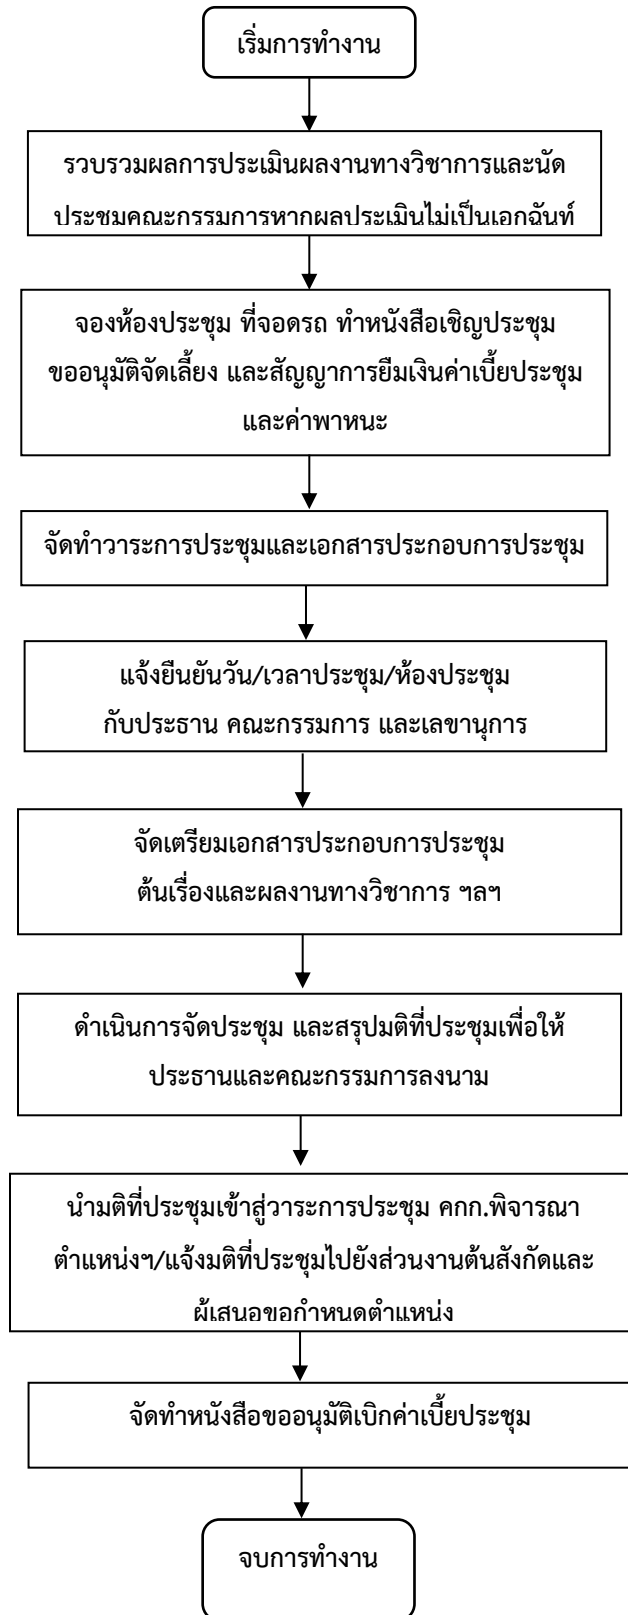 เริ่มการทำงาน
รวบรวมผลการประเมินผลงานทางวิชาการและนัด
ประชุมคณะกรรมการหากผลประเมินไม่เป็นเอกฉันท์
จองห้องประชุม ที่จอดรถ ทำหนังสือเชิญประชุม
ขออนุมัติจัดเลี้ยง และสัญญาการยืมเงินค่าเบี้ยประชุม
และค่าพาหนะ
จัดทำวาระการประชุมและเอกสารประกอบการประชุม
แจ้งยืนยันวัน/เวลาประชุม/ห้องประชุม
กับประธาน คณะกรรมการ และเลขานุการ
จัดเตรียมเอกสารประกอบการประชุม
ต้นเรื่องและผลงานทางวิชาการ ฯลฯ
ดำเนินการจัดประชุม และสรุปมติที่ประชุมเพื่อให้
ประธานและคณะกรรมการลงนาม
นำมติที่ประชุมเข้าสู่วาระการประชุม คกก.พิจารณา
ตำแหน่งฯ/แจ้งมติที่ประชุมไปยังส่วนงานต้นสังกัดและ
ผู้เสนอขอกำหนดตำแหน่ง
จัดทำหนังสือขออนุมัติเบิกค่าเบี้ยประชุม
จบการทำงาน